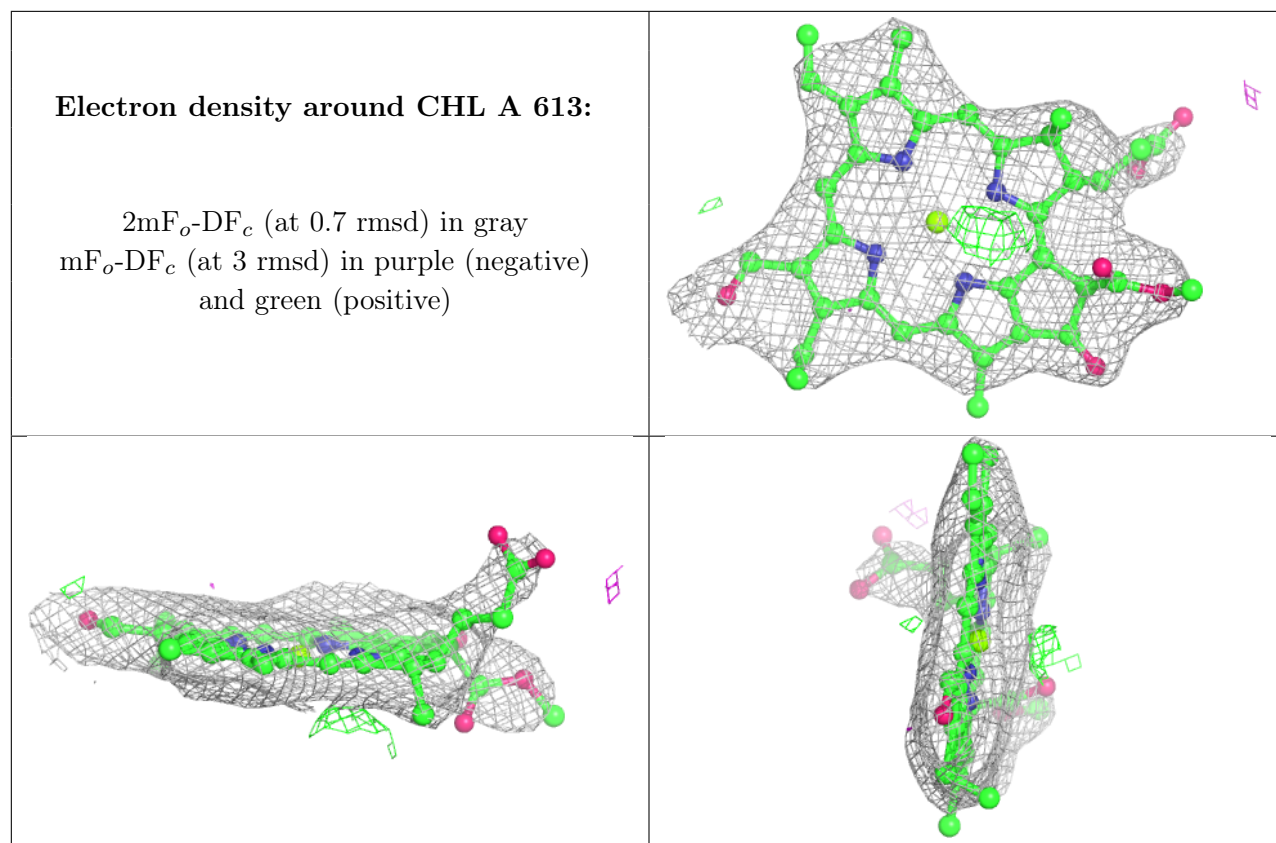 Electron density around CHL A 613:
2mFo-DFc (at 0.7 rmsd) in gray
mFo-DFc (at 3 rmsd) in purple (negative)
and green (positive)